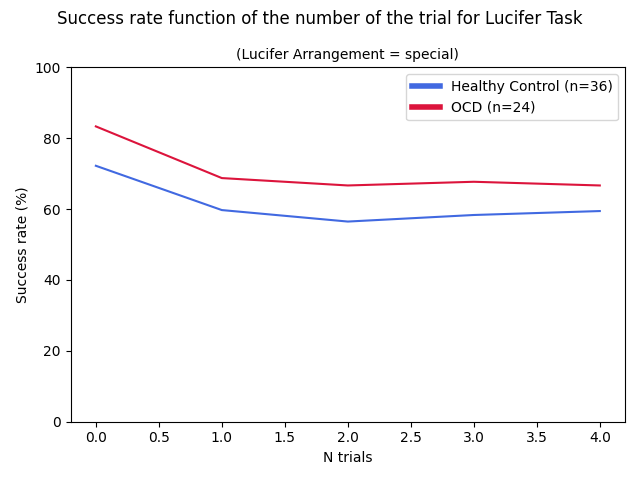 Success rate function of the number of the trial for Lucifer Task
(Lucifer Arrangement = special)
Healthy Control (n=36)
OCD (n=24)
Success rate (%)
100
80
60
40
20
0
0.0 0.5 1.0 1.5 2.0 2.5 3.0 3.5 4.0
N trials